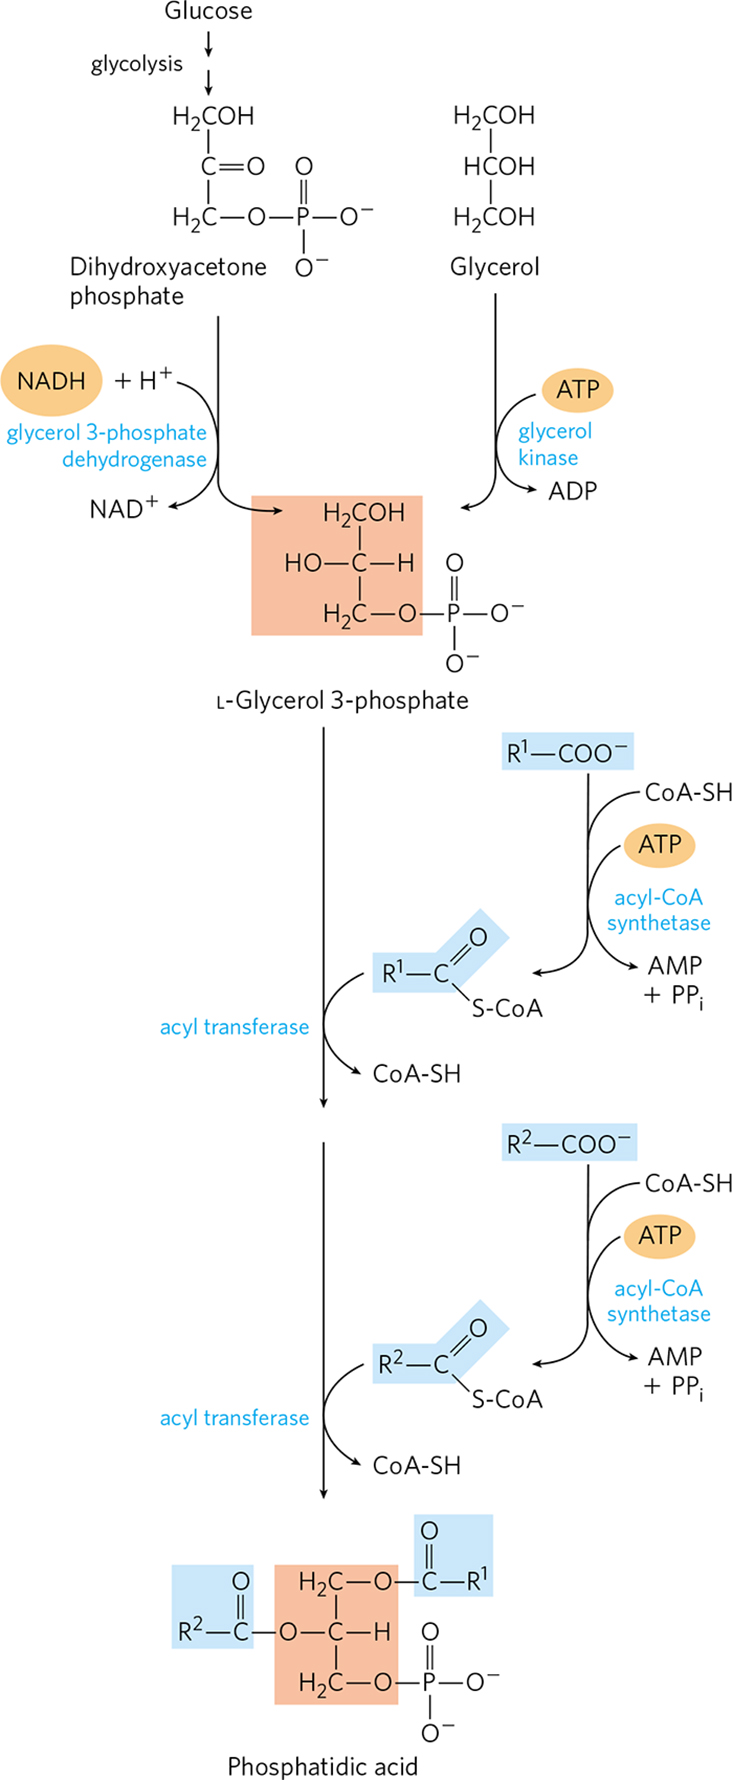 Glucose
glycolysis
H₂COH
H₂COH
C=O
O
HCOH
H₂C—O—P—O⁻
H₂COH
O⁻
Dihydroxyacetone
phosphate
Glycerol
NADH + H⁺
ATP
glycerol 3-phosphate
dehydrogenase
glycerol
kinase
NAD⁺
ADP
H₂COH
HO—C—H
O
H₂C—O—P—O⁻
O⁻
L-Glycerol 3-phosphate
R¹—COO⁻
CoA-SH
ATP
acyl-CoA
synthetase
O
R¹—C
S-CoA
AMP
+ PPᵢ
acyl transferase
CoA-SH
R²—COO⁻
CoA-SH
ATP
acyl-CoA
synthetase
O
R²—C
S-CoA
AMP
+ PPᵢ
acyl transferase
CoA-SH
O
O
H₂C—O—C—R¹
R²—C—O—C—H
O
H₂C—O—P—O⁻
O⁻
Phosphatidic acid